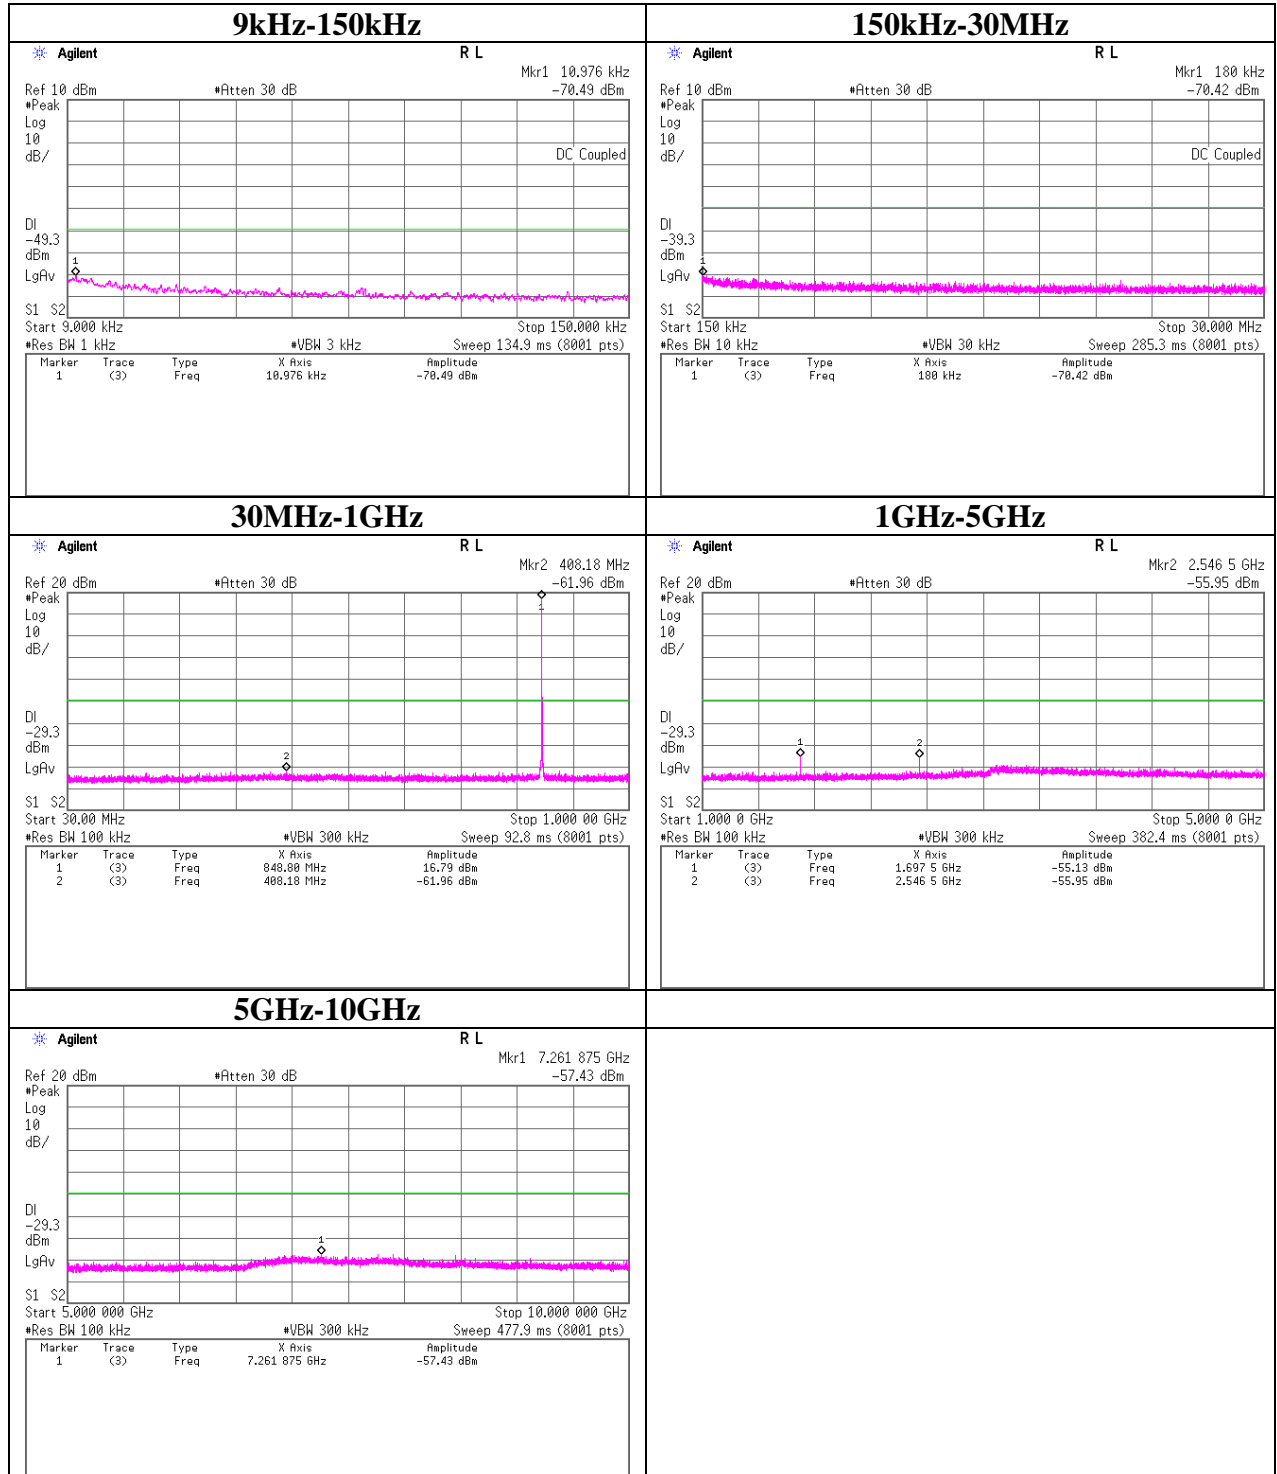 9kHz-150kHz
Agilent R L
Mkr1 10.976 kHz
Ref 10 dBm #Atten 30 dB -70.49 dBm
#Peak
Log
10
dB/
DC Coupled
DI
-49.3
dBm
LgAv
1
S1 S2
Start 9.000 kHz Stop 150.000 kHz
#Res BW 1 kHz #VBW 3 kHz Sweep 134.9 ms (8001 pts)
Marker Trace Type X Axis Amplitude
1 (3) Freq 10.976 kHz -70.49 dBm
150kHz-30MHz
Agilent R L
Mkr1 180 kHz
Ref 10 dBm #Atten 30 dB -70.42 dBm
#Peak
Log
10
dB/
DC Coupled
DI
-39.3
dBm
LgAv
1
S1 S2
Start 150 kHz Stop 30.000 MHz
#Res BW 10 kHz #VBW 30 kHz Sweep 285.3 ms (8001 pts)
Marker Trace Type X Axis Amplitude
1 (3) Freq 180 kHz -70.42 dBm
30MHz-1GHz
Agilent R L
Mkr2 408.18 MHz
Ref 20 dBm #Atten 30 dB -61.96 dBm
#Peak
Log
10
dB/
1
DI
-29.3
dBm
LgAv
2
S1 S2
Start 30.00 MHz Stop 1.000 00 GHz
#Res BW 100 kHz #VBW 300 kHz Sweep 92.8 ms (8001 pts)
Marker Trace Type X Axis Amplitude
1 (3) Freq 848.80 MHz 16.79 dBm
2 (3) Freq 408.18 MHz -61.96 dBm
1GHz-5GHz
Agilent R L
Mkr2 2.546 5 GHz
Ref 20 dBm #Atten 30 dB -55.95 dBm
#Peak
Log
10
dB/
DI
-29.3
dBm
LgAv
1 2
S1 S2
Start 1.000 0 GHz Stop 5.000 0 GHz
#Res BW 100 kHz #VBW 300 kHz Sweep 382.4 ms (8001 pts)
Marker Trace Type X Axis Amplitude
1 (3) Freq 1.697 5 GHz -55.13 dBm
2 (3) Freq 2.546 5 GHz -55.95 dBm
5GHz-10GHz
Agilent R L
Mkr1 7.261 875 GHz
Ref 20 dBm #Atten 30 dB -57.43 dBm
#Peak
Log
10
dB/
DI
-29.3
dBm
LgAv
1
S1 S2
Start 5.000 000 GHz Stop 10.000 000 GHz
#Res BW 100 kHz #VBW 300 kHz Sweep 477.9 ms (8001 pts)
Marker Trace Type X Axis Amplitude
1 (3) Freq 7.261 875 GHz -57.43 dBm